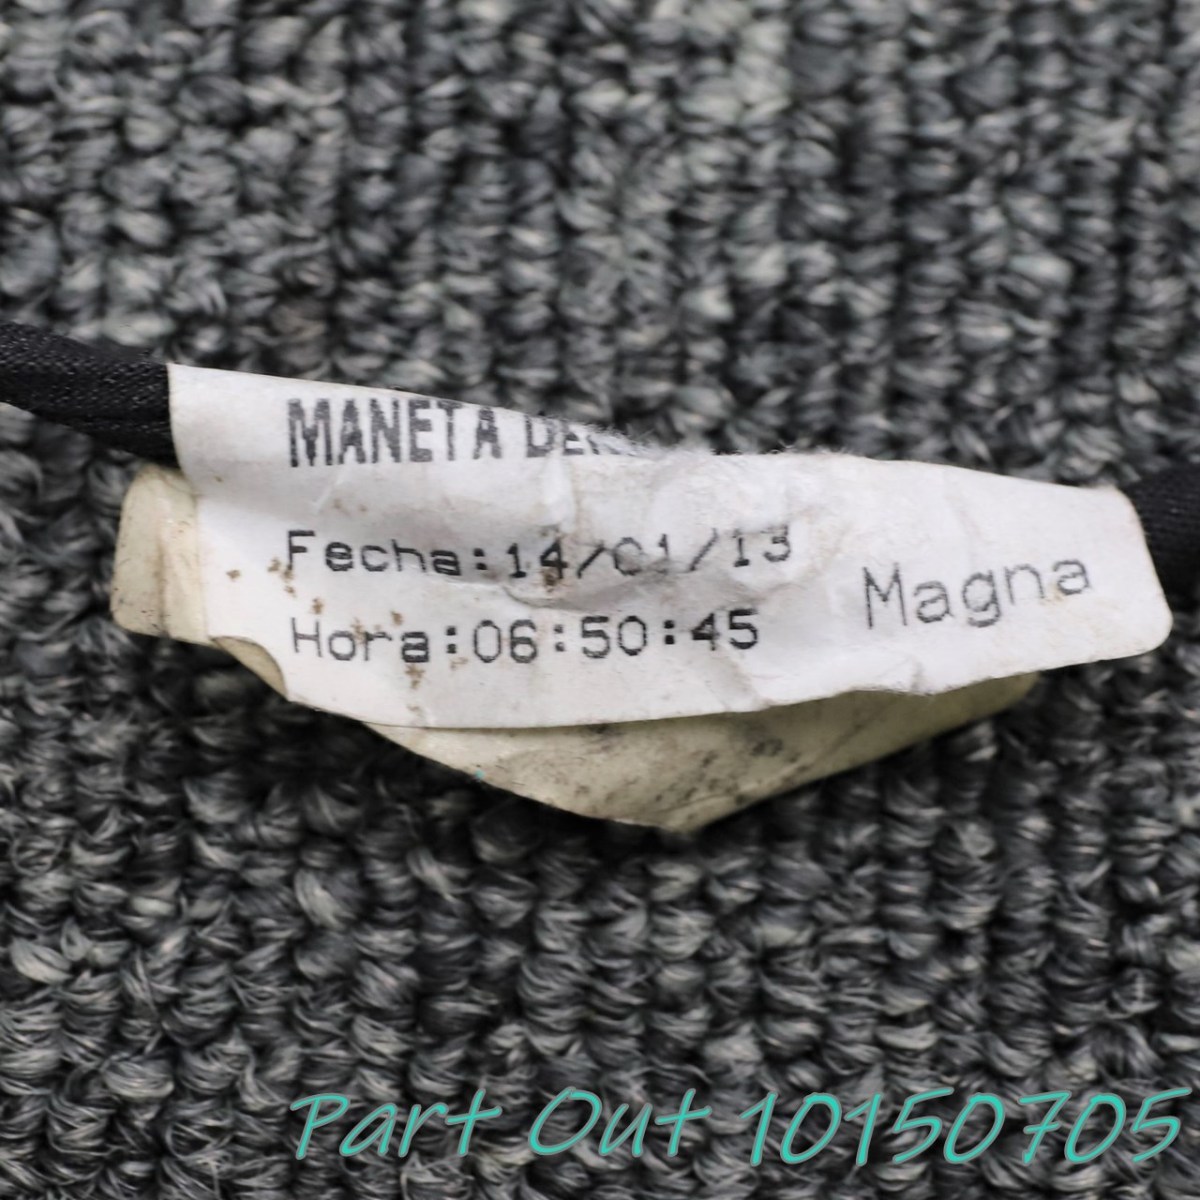 MANETA
Fecha:14/01/13
Hora:06:50:45
Magna
Part Out 10150705